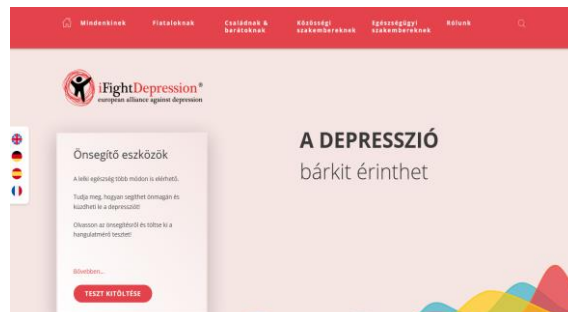 Mindenkinek
Fiataloknak
Családnak &
barátoknak
Közösségi
szakembereknek
Egészségügyi
szakembereknek
Rólunk
iFightDepression®
european alliance against depression
Önsegítő eszközök
A lelki egészség több módon is elérhető.
Tudja meg, hogyan segíthet önmagán és
küzdheti le a depressziót!
Olvasson az önsegítésről és töltse ki a
hangulatmérő tesztet!
Bővebben...
TESZT KITÖLTÉSE
A DEPRESSZIÓ
bárkit érinthet